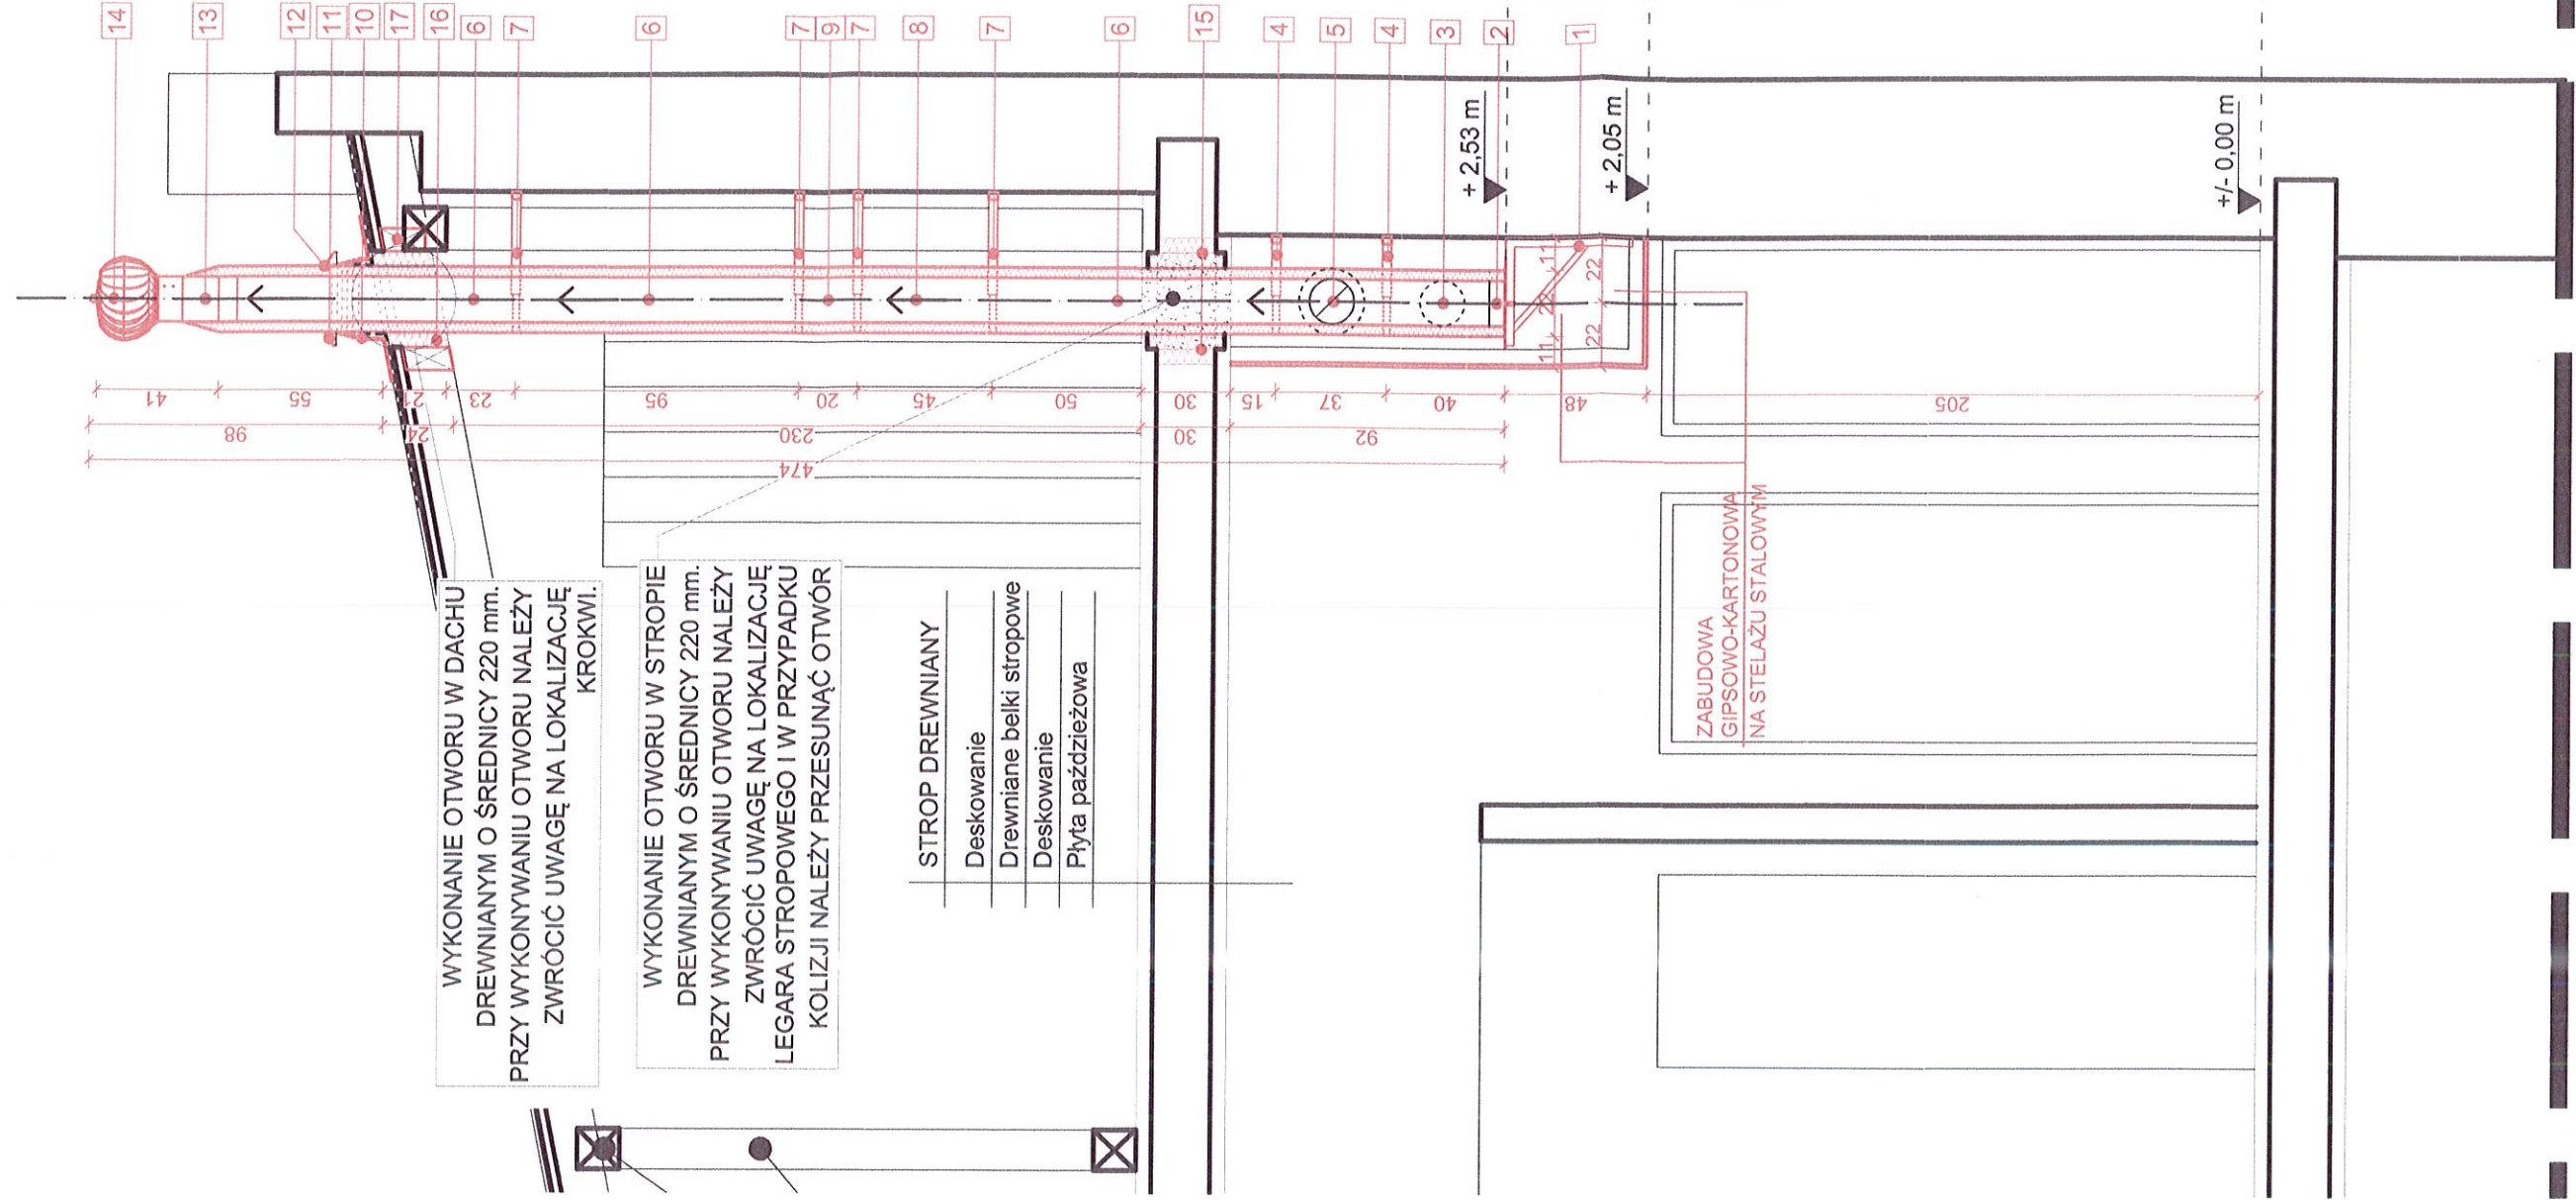 14
13
12
11
10
17
16
6
7
6
7
9
7
8
7
6
15
4
5
4
3
2
1
+ 2,53 m
+ 2,05 m
+/- 0,00 m
11
22
22
22
11
41
55
21
23
95
20
45
50
30
15
37
40
48
205
98
24
230
30
92
474
WYKONANIE OTWORU W DACHU
DREWNIANYM O ŚREDNICY 220 mm.
PRZY WYKONYWANIU OTWORU NALEŻY
ZWRÓCIĆ UWAGĘ NA LOKALIZACJĘ
KROKWI.
WYKONANIE OTWORU W STROPIE
DREWNIANYM O ŚREDNICY 220 mm.
PRZY WYKONYWANIU OTWORU NALEŻY
ZWRÓCIĆ UWAGĘ NA LOKALIZACJĘ
LEGARA STROPOWEGO I W PRZYPADKU
KOLIZJI NALEŻY PRZESUNĄĆ OTWÓR
STROP DREWNIANY
Deskowanie
Drewniane belki stropowe
Deskowanie
Płyta paździeżowa
ZABUDOWA
GIPSOWO-KARTONOWA
NA STELAŻU STALOWYM